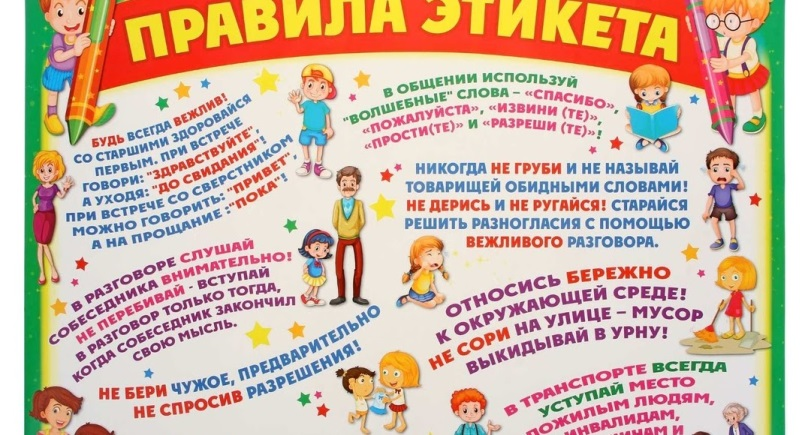 ПРАВИЛА ЭТИКЕТА
БУДЬ ВСЕГДА ВЕЖЛИВ!
СО СТАРШИМИ ЗДОРОВАЙСЯ
ПЕРВЫМ. ПРИ ВСТРЕЧЕ
ГОВОРИ: "ЗДРАВСТВУЙТЕ",
А УХОДЯ: "ДО СВИДАНИЯ"!
ПРИ ВСТРЕЧЕ СО СВЕРСТНИКОМ
МОЖНО ГОВОРИТЬ: "ПРИВЕТ",
А НА ПРОЩАНИЕ :"ПОКА"!
В ОБЩЕНИИ ИСПОЛЬЗУЙ
"ВОЛШЕБНЫЕ" СЛОВА – «СПАСИБО»,
«ПОЖАЛУЙСТА», «ИЗВИНИ (ТЕ)»,
«ПРОСТИ(ТЕ)» И «РАЗРЕШИ (ТЕ)»!
НИКОГДА НЕ ГРУБИ И НЕ НАЗЫВАЙ
ТОВАРИЩЕЙ ОБИДНЫМИ СЛОВАМИ!
НЕ ДЕРИСЬ И НЕ РУГАЙСЯ! СТАРАЙСЯ
РЕШИТЬ РАЗНОГЛАСИЯ С ПОМОЩЬЮ
ВЕЖЛИВОГО РАЗГОВОРА.
В РАЗГОВОРЕ СЛУШАЙ
СОБЕСЕДНИКА ВНИМАТЕЛЬНО!
НЕ ПЕРЕБИВАЙ - ВСТУПАЙ
В РАЗГОВОР ТОЛЬКО ТОГДА,
КОГДА СОБЕСЕДНИК ЗАКОНЧИЛ
СВОЮ МЫСЛЬ.
ОТНОСИСЬ БЕРЕЖНО
К ОКРУЖАЮЩЕЙ СРЕДЕ!
НЕ СОРИ НА УЛИЦЕ – МУСОР
ВЫКИДЫВАЙ В УРНУ!
НЕ БЕРИ ЧУЖОЕ, ПРЕДВАРИТЕЛЬНО
НЕ СПРОСИВ РАЗРЕШЕНИЯ!
В ТРАНСПОРТЕ ВСЕГДА
УСТУПАЙ МЕСТО
ПОЖИЛЫМ ЛЮДЯМ,